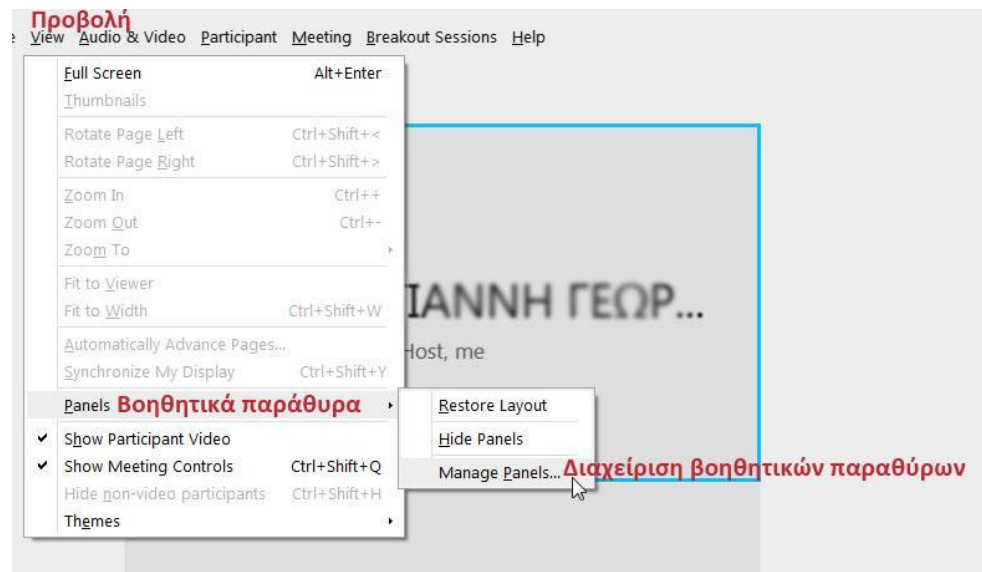 Προβολή
View Audio & Video Participant Meeting Breakout Sessions Help
Full Screen Alt+Enter
Thumbnails
Rotate Page Left Ctrl+Shift+<
Rotate Page Right Ctrl+Shift+>
Zoom In Ctrl++
Zoom Out Ctrl+-
Zoom To
Fit to Viewer
Fit to Width Ctrl+Shift+W
ΙΑΝΝΗ ΓΕΩΡ...
Automatically Advance Pages...
Host, me
Synchronize My Display Ctrl+Shift+Y
Panels Βοηθητικά παράθυρα
Restore Layout
Show Participant Video
Hide Panels
Show Meeting Controls Ctrl+Shift+Q
Manage Panels... Διαχείριση βοηθητικών παραθύρων
Hide non-video participants Ctrl+Shift+H
Themes